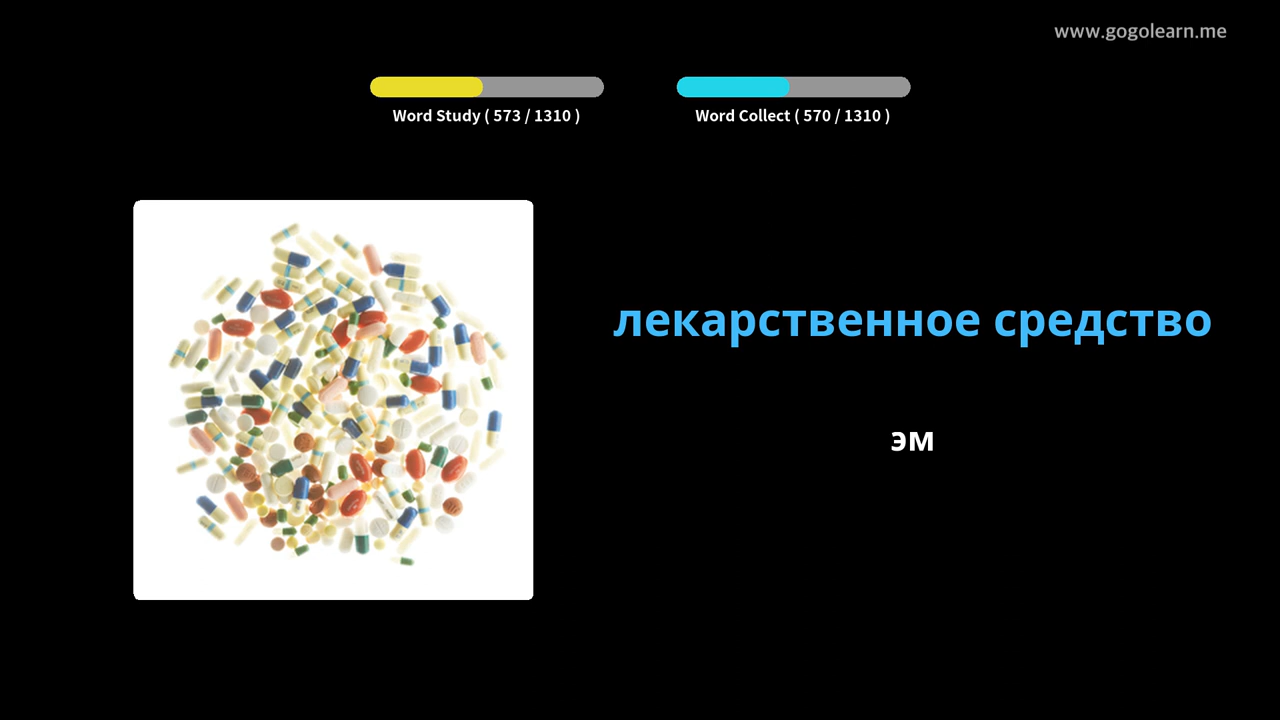 www.gogolearn.me
Word Study ( 573 / 1310 )
Word Collect ( 570 / 1310 )
лекарственное средство
эм